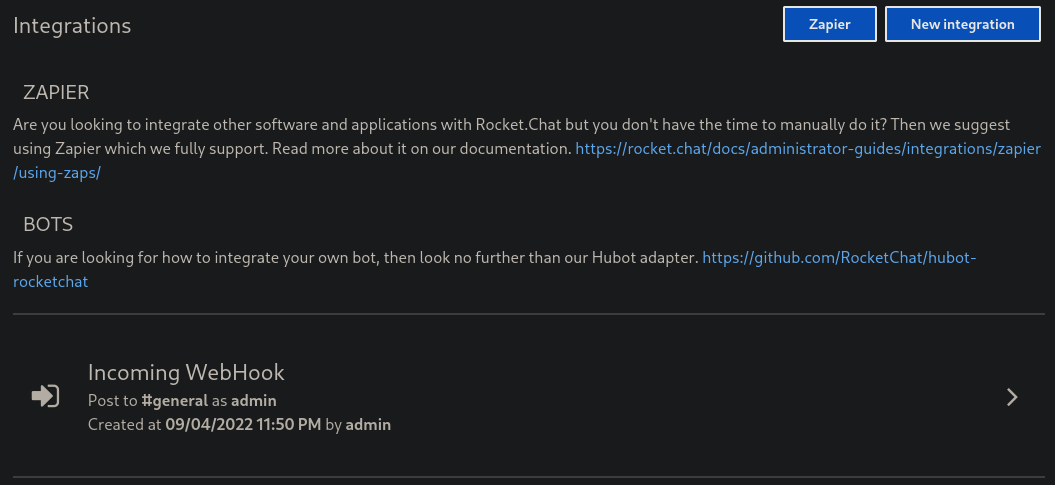 Integrations
Zapier
New integration
ZAPIER
Are you looking to integrate other software and applications with Rocket.Chat but you don't have the time to manually do it? Then we suggest
using Zapier which we fully support. Read more about it on our documentation. https://rocket.chat/docs/administrator-guides/integrations/zapier
/using-zaps/
BOTS
If you are looking for how to integrate your own bot, then look no further than our Hubot adapter. https://github.com/RocketChat/hubot-
rocketchat
Incoming WebHook
Post to #general as admin
Created at 09/04/2022 11:50 PM by admin